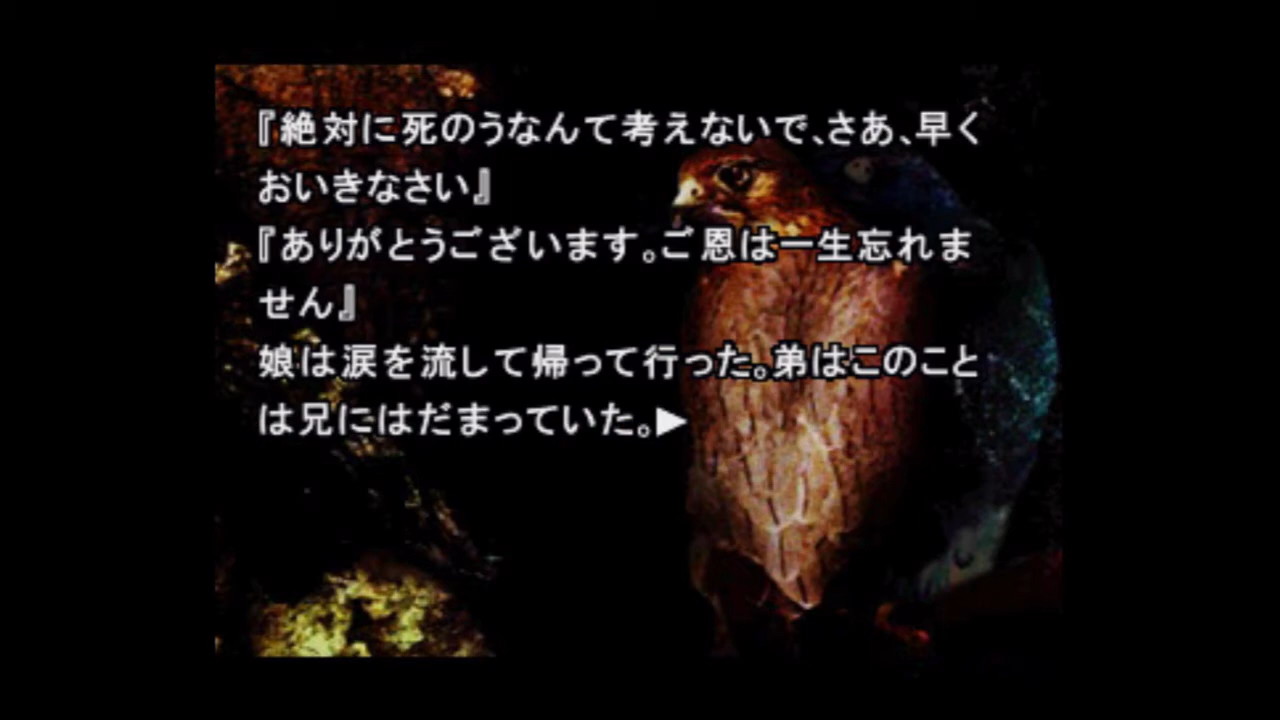 『絶対に死のうなんて考えないで、さあ、早く
おいきなさい』
『ありがとうございます。ご恩は一生忘れま
せん』
娘は涙を流して帰って行った。弟はこのこと
は兄にはだまっていた。▶